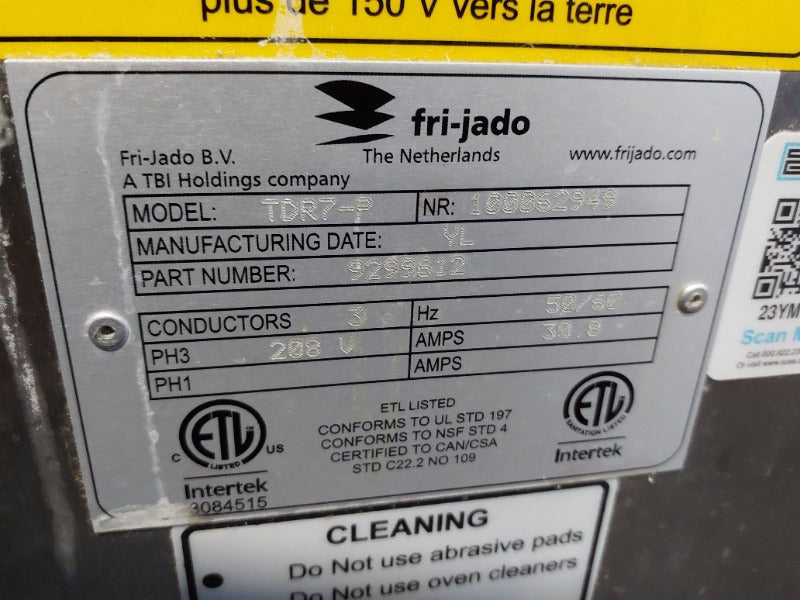 plus de 150 V vers la terre
fri-jado
Fri-Jado B.V. The Netherlands www.frijado.com
A TBI Holdings company
MODEL: TDR7-P NR: 100062949
MANUFACTURING DATE: YL
PART NUMBER: 9299612
CONDUCTORS 3 Hz 50/60
PH3 208 V AMPS 30.8
PH1 AMPS
ETL LISTED
CONFORMS TO UL STD 197
CONFORMS TO NSF STD 4
CERTIFIED TO CAN/CSA
STD C22.2 NO 109
C ETL LISTED US
Intertek
3084515
ETL SANITATION LISTED
Intertek
23YM
Scan M
CLEANING
Do Not use abrasive pads
Do Not use oven cleaners